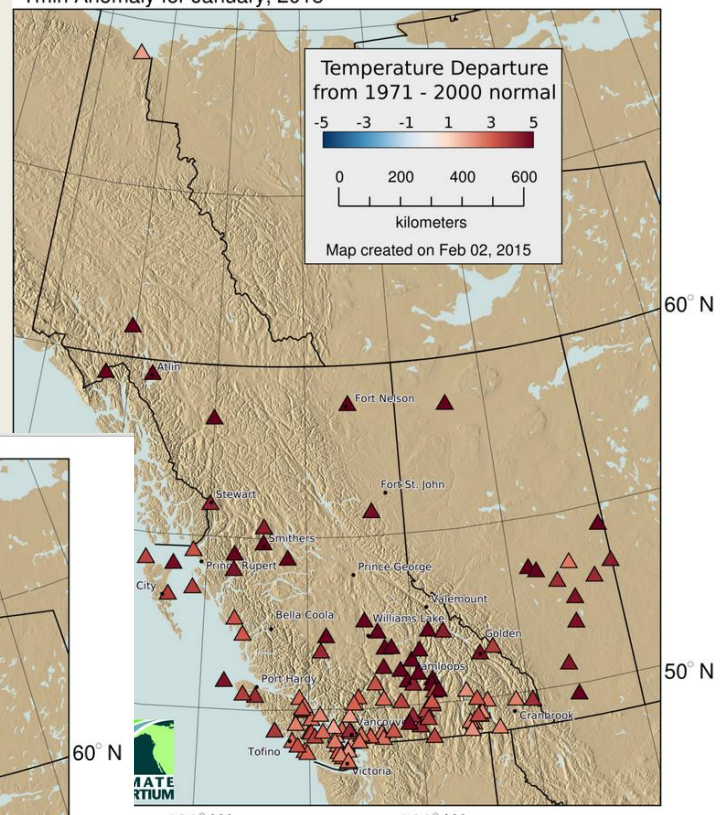 Tmin Anomaly for January, 2015
Temperature Departure
from 1971 - 2000 normal
-5 -3 -1 1 3 5
0 200 400 600
kilometers
Map created on Feb 02, 2015
60° N
Atlin
Fort Nelson
Fort St. John
Stewart
Smithers
Prince Rupert
Prince George
City
Valemount
Bella Coola
Williams Lake
Golden
amloops
50° N
Port Hardy
Cranbrook
Vancouve
Tofino
60° N
Victoria
MATE
RTIUM